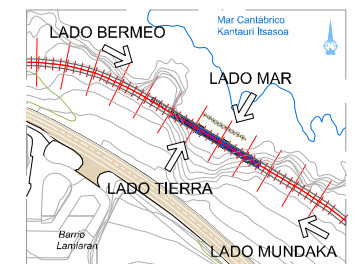 Mar Cantábrico
Kantauri Itsasoa
LADO BERMEO
LADO MAR
LADO TIERRA
Barrio
Lamiaran
LADO MUNDAKA